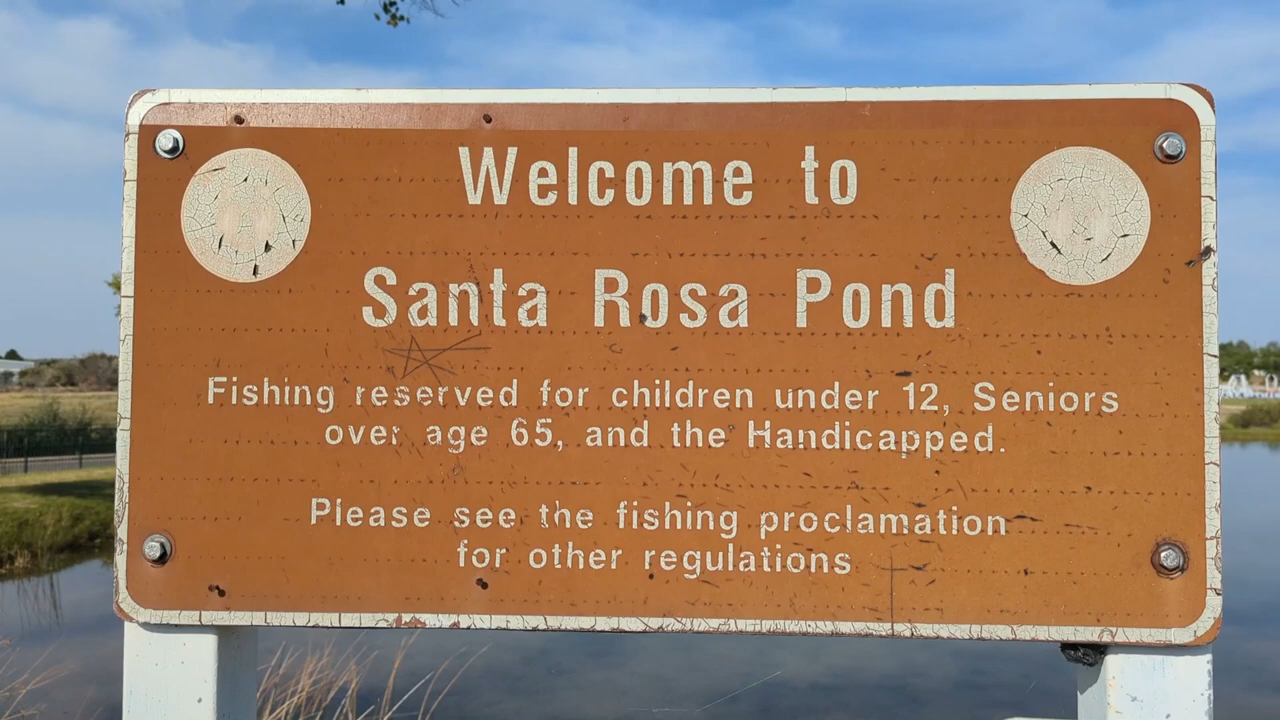 Welcome to
Santa Rosa Pond
Fishing reserved for children under 12, Seniors
over age 65, and the Handicapped.
Please see the fishing proclamation
for other regulations